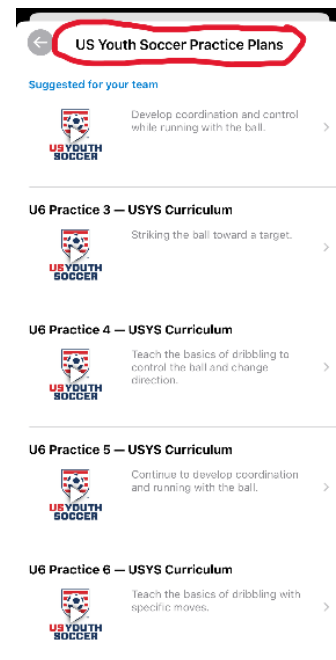 US Youth Soccer Practice Plans
Suggested for your team
Develop coordination and control
while running with the ball.
US YOUTH
SOCCER
U6 Practice 3 — USYS Curriculum
Striking the ball toward a target.
US YOUTH
SOCCER
U6 Practice 4 — USYS Curriculum
Teach the basics of dribbling to
control the ball and change
direction.
US YOUTH
SOCCER
U6 Practice 5 — USYS Curriculum
Continue to develop coordination
and running with the ball.
US YOUTH
SOCCER
U6 Practice 6 — USYS Curriculum
Teach the basics of dribbling with
specific moves.
US YOUTH
SOCCER